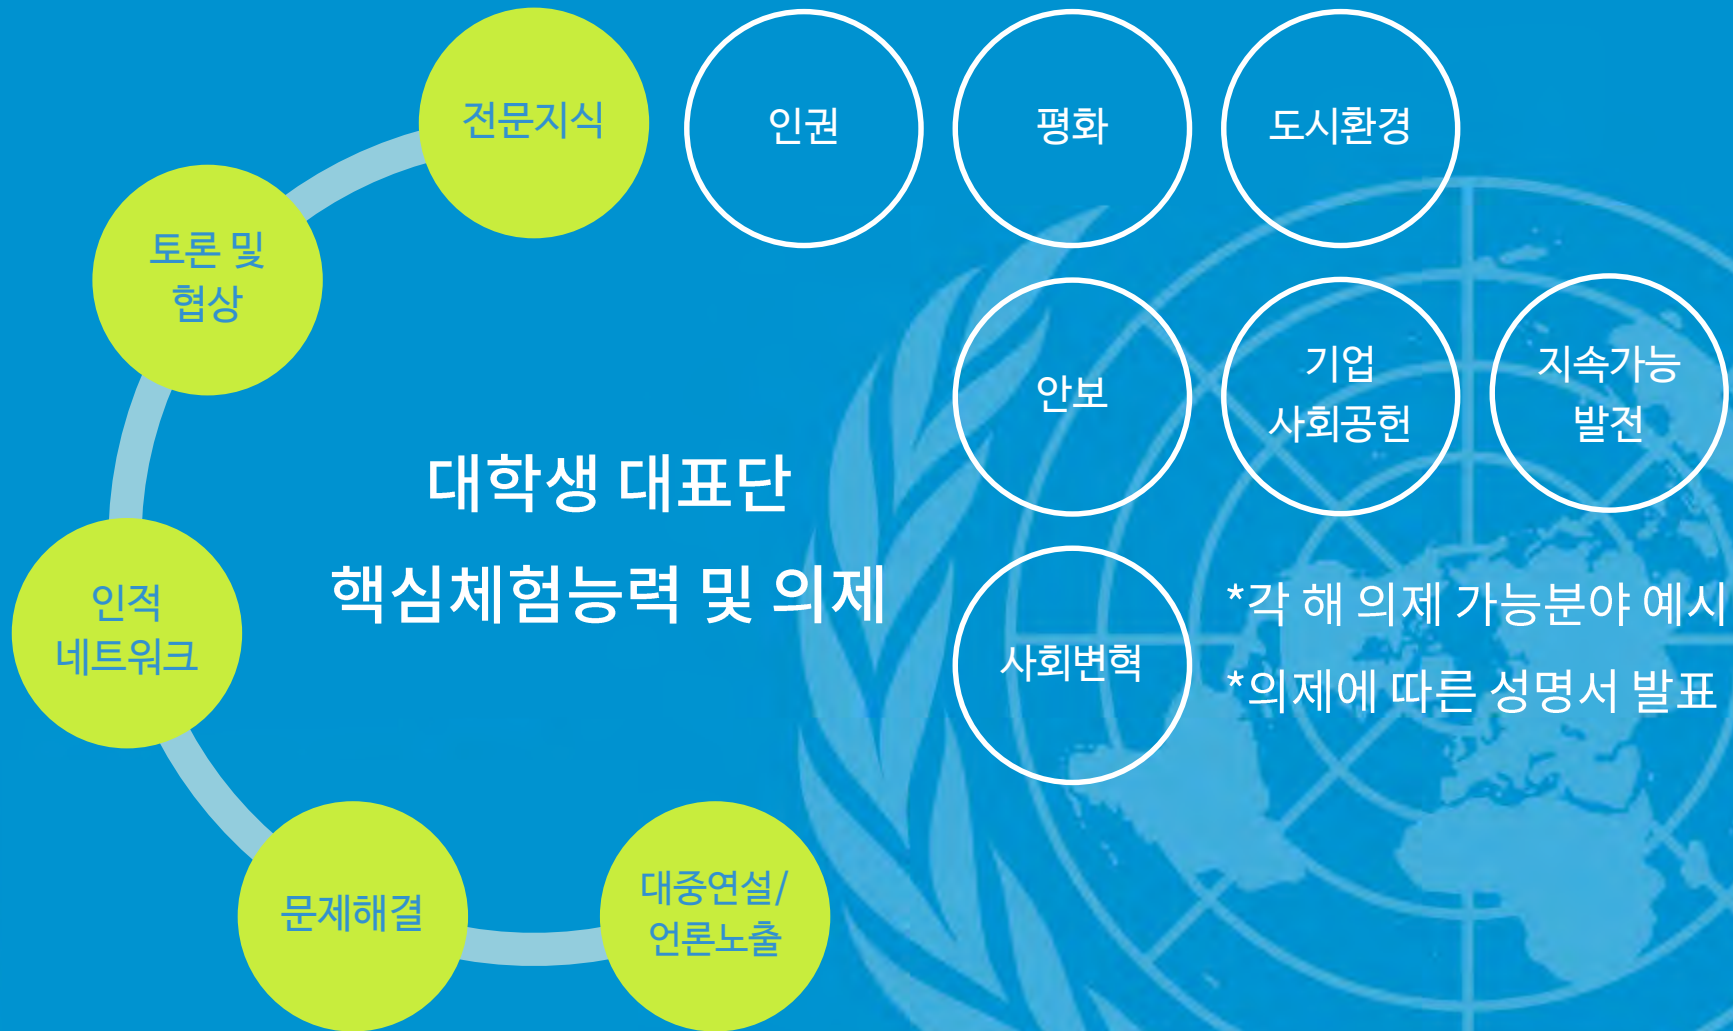 전문지식
인권
평화
도시환경
토론 및
협상
안보
기업
사회공헌
지속가능
발전
대학생 대표단
핵심체험능력 및 의제
인적
네트워크
사회변혁
*각 해 의제 가능분야 예시
*의제에 따른 성명서 발표
문제해결
대중연설/
언론노출